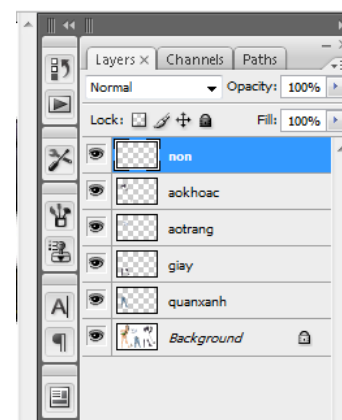 Layers × Channels Paths
Normal Opacity: 100%
Lock: Fill: 100%
non
aokhoac
aotrang
giay
quanxanh
Background
A